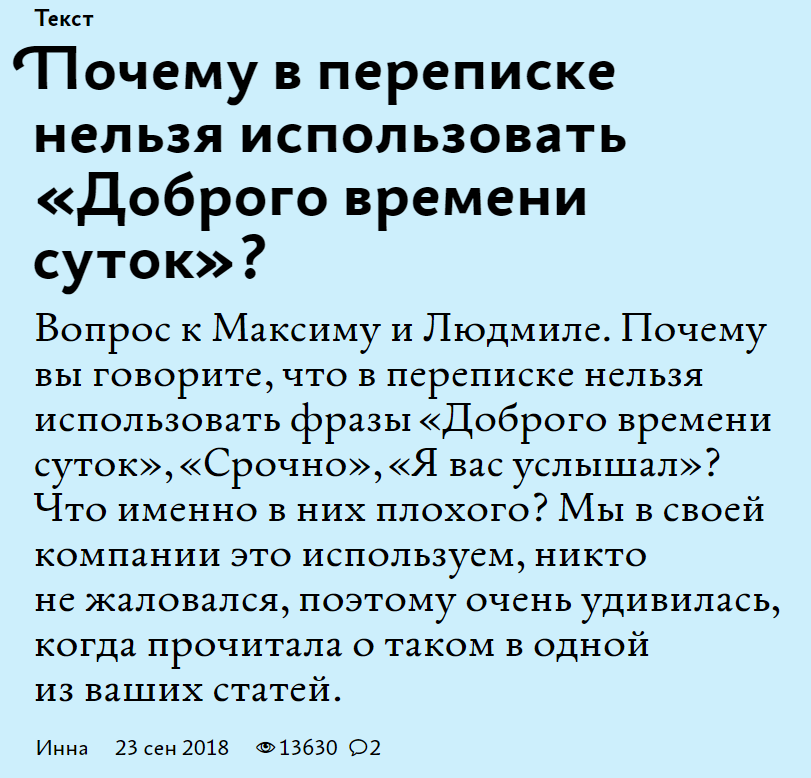 Текст
Почему в переписке
нельзя использовать
«Доброго времени
суток»?
Вопрос к Максиму и Людмиле. Почему
вы говорите, что в переписке нельзя
использовать фразы «Доброго времени
суток», «Срочно», «Я вас услышал»?
Что именно в них плохого? Мы в своей
компании это используем, никто
не жаловался, поэтому очень удивилась,
когда прочитала о таком в одной
из ваших статей.
Инна 23 сен 2018 13630 2